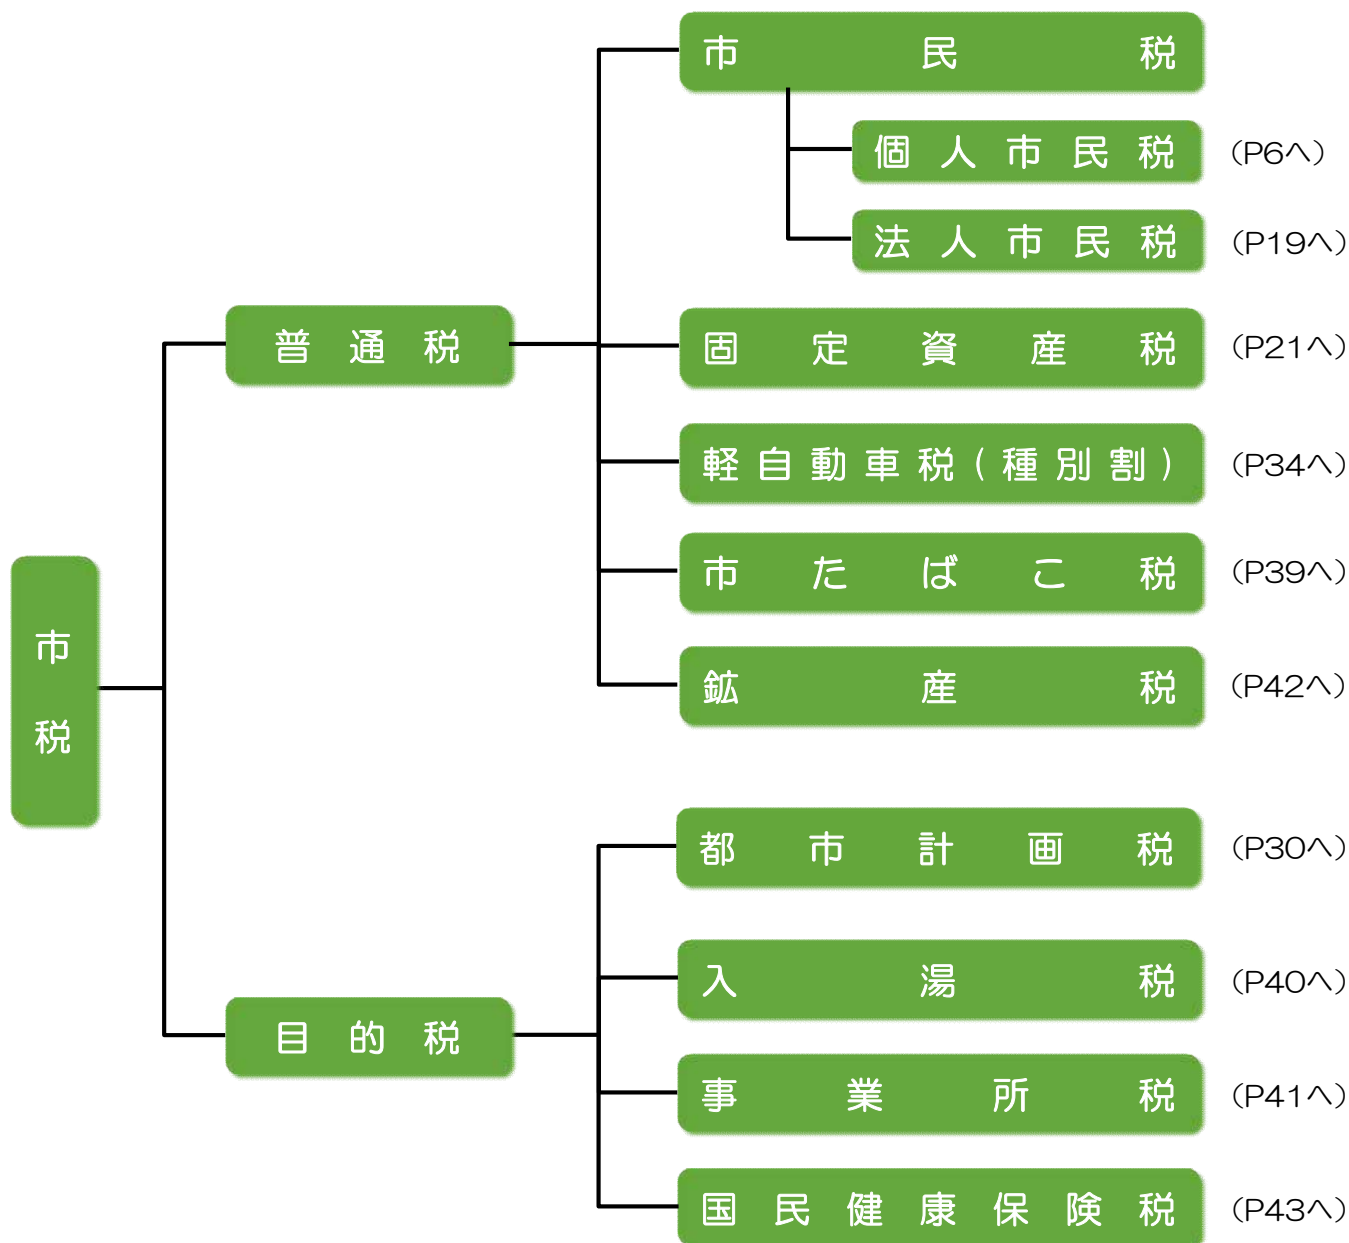 市民税
個人市民税 (P6へ)
法人市民税 (P19へ)
普通税
固定資産税 (P21へ)
軽自動車税(種別割) (P34へ)
市たばこ税 (P39へ)
市税
鉱産税 (P42へ)
都市計画税 (P30へ)
入湯税 (P40へ)
目的税
事業所税 (P41へ)
国民健康保険税 (P43へ)